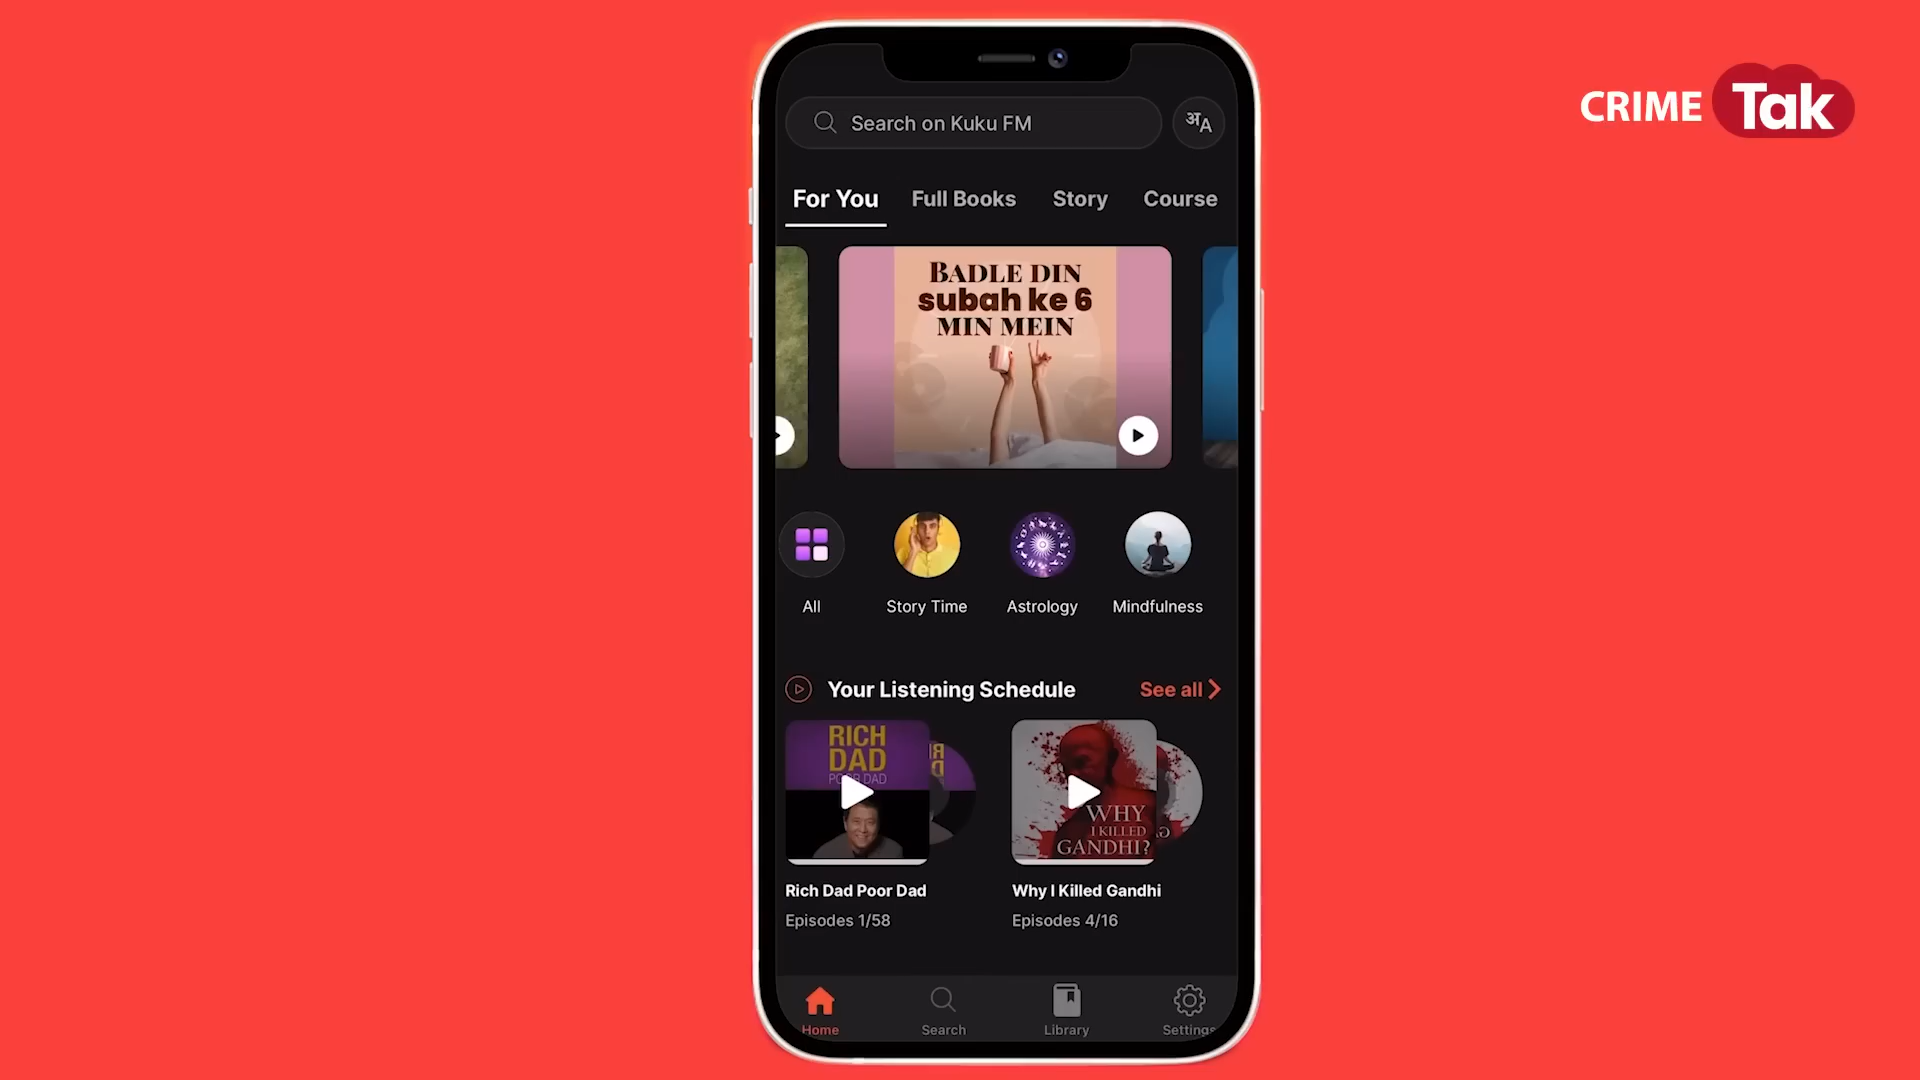 CRIME Tak
Search on Kuku FM
अA
For You
Full Books
Story
Course
BADLE DIN
subah ke 6
MIN MEIN
All
Story Time
Astrology
Mindfulness
Your Listening Schedule
See all
RICH
DAD
POOR DAD
WHY
I KILLED
GANDHI?
Rich Dad Poor Dad
Why I Killed Gandhi
Episodes 1/58
Episodes 4/16
Home
Search
Library
Settings